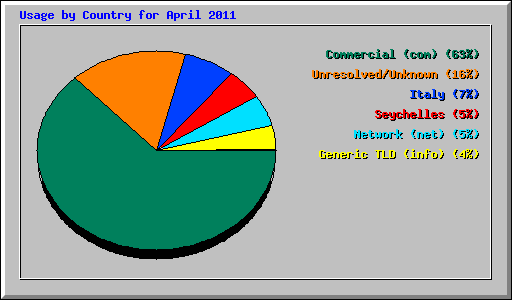 Usage by Country for April 2011
Commercial (com) (63%)
Unresolved/Unknown (16%)
Italy (7%)
Seychelles (5%)
Network (net) (5%)
Generic TLD (info) (4%)